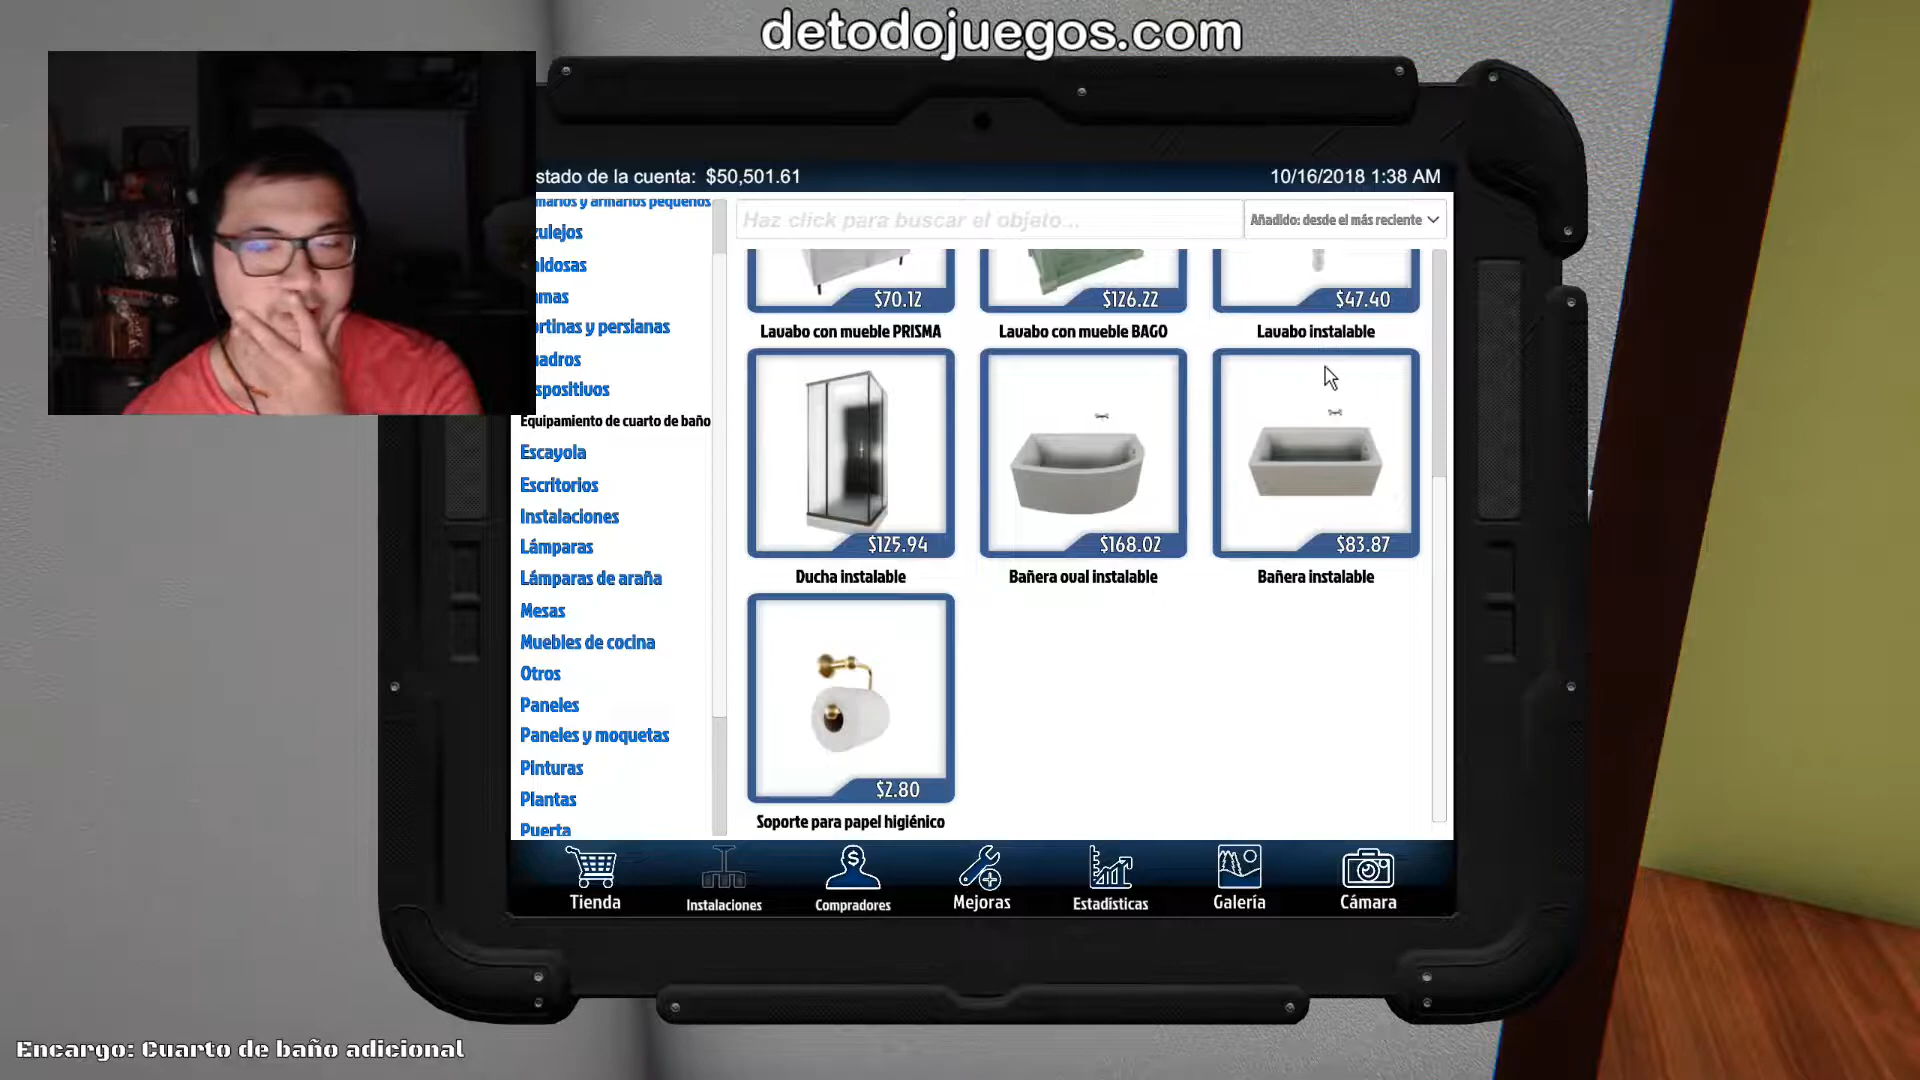 detodojuegos.com
stado de la cuenta: $50,501.61
10/16/2018 1:38 AM
marios y armarios pequeños
zulejos
ldosas
mas
ortinas y persianas
uadros
spositivos
Equipamiento de cuarto de baño
Escayola
Escritorios
Instalaciones
Lámparas
Lámparas de araña
Mesas
Muebles de cocina
Otros
Paneles
Paneles y moquetas
Pinturas
Plantas
Puerta
Haz click para buscar el objeto...
Añadido: desde el más reciente
$70.12
$126.22
$47.40
Lavabo con mueble PRISMA
Lavabo con mueble BAGO
Lavabo instalable
$125.94
$168.02
$83.87
Ducha instalable
Bañera oval instalable
Bañera instalable
$2.80
Soporte para papel higiénico
Tienda
Instalaciones
Compradores
Mejoras
Estadísticas
Galería
Cámara
Encargo: Cuarto de baño adicional